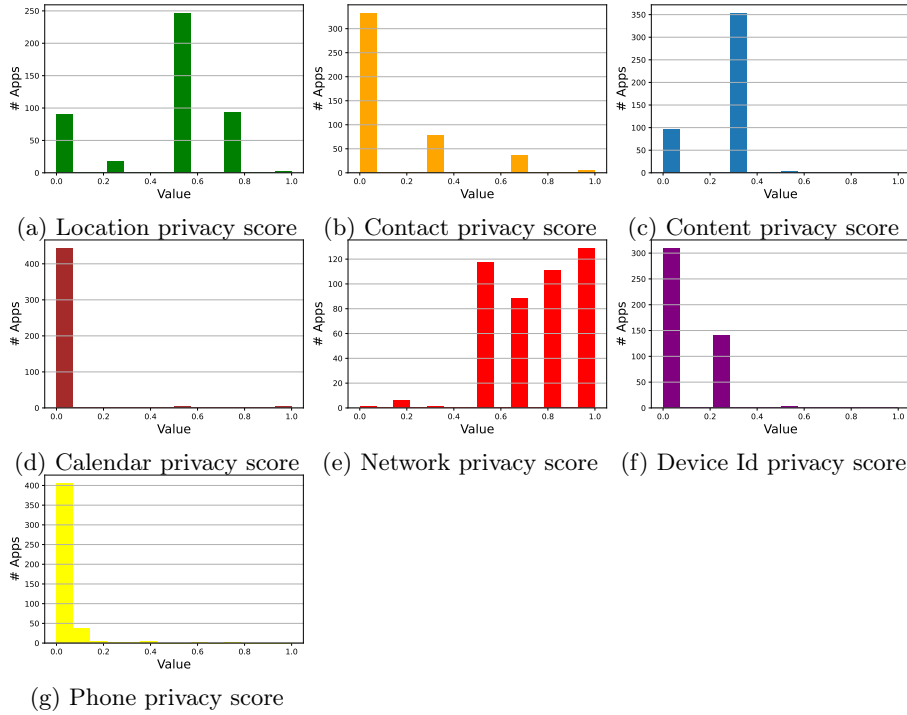 250
200
150
100
50
0
# Apps
0.0 0.2 0.4 0.6 0.8 1.0
Value
(a) Location privacy score
300
250
200
150
100
50
0
# Apps
0.0 0.2 0.4 0.6 0.8 1.0
Value
(b) Contact privacy score
350
300
250
200
150
100
50
0
# Apps
0.0 0.2 0.4 0.6 0.8 1.0
Value
(c) Content privacy score
400
300
200
100
0
# Apps
0.0 0.2 0.4 0.6 0.8 1.0
Value
(d) Calendar privacy score
120
100
80
60
40
20
0
# Apps
0.0 0.2 0.4 0.6 0.8 1.0
Value
(e) Network privacy score
300
250
200
150
100
50
0
# Apps
0.0 0.2 0.4 0.6 0.8 1.0
Value
(f) Device Id privacy score
400
350
300
250
200
150
100
50
0
# Apps
0.0 0.2 0.4 0.6 0.8 1.0
Value
(g) Phone privacy score